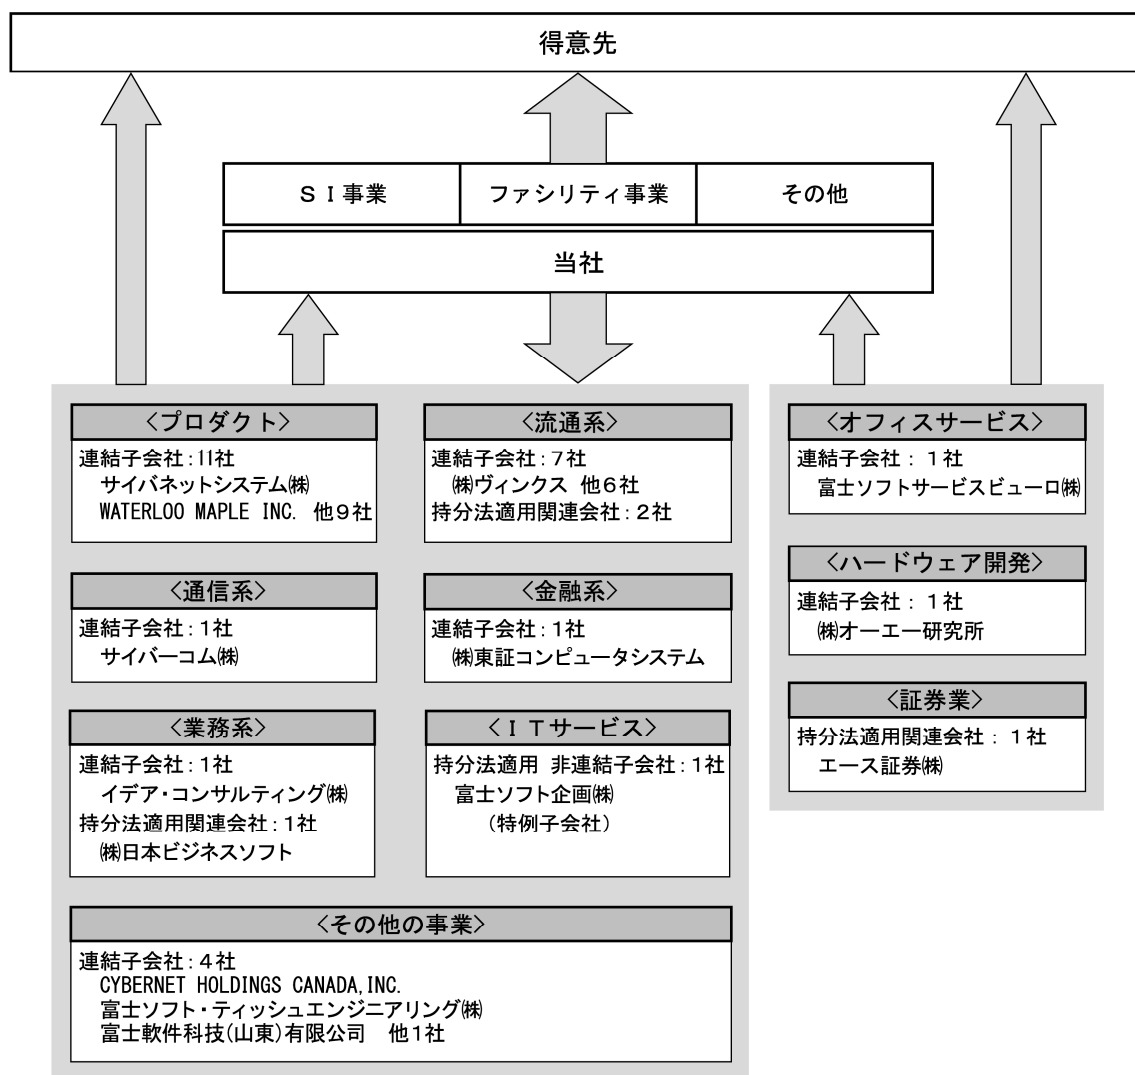 得意先
ＳＩ事業
ファシリティ事業
その他
当社
<プロダクト>
連結子会社:11社
サイバネットシステム㈱
WATERLOO MAPLE INC. 他９社
<流通系>
連結子会社:７社
㈱ヴィンクス 他６社
持分法適用関連会社:２社
<通信系>
連結子会社:1社
サイバーコム㈱
<金融系>
連結子会社:1社
㈱東証コンピュータシステム
<業務系>
連結子会社:1社
イデア・コンサルティング㈱
持分法適用関連会社:1社
㈱日本ビジネスソフト
<ＩＴサービス>
持分法適用 非連結子会社:1社
富士ソフト企画㈱
（特例子会社）
<その他の事業>
連結子会社:４社
CYBERNET HOLDINGS CANADA,INC.
富士ソフト・ティッシュエンジニアリング㈱
富士軟件科技(山東)有限公司 他1社
<オフィスサービス>
連結子会社: １社
富士ソフトサービスビューロ㈱
<ハードウェア開発>
連結子会社: １社
㈱オーエー研究所
<証券業>
持分法適用関連会社: １社
エース証券㈱